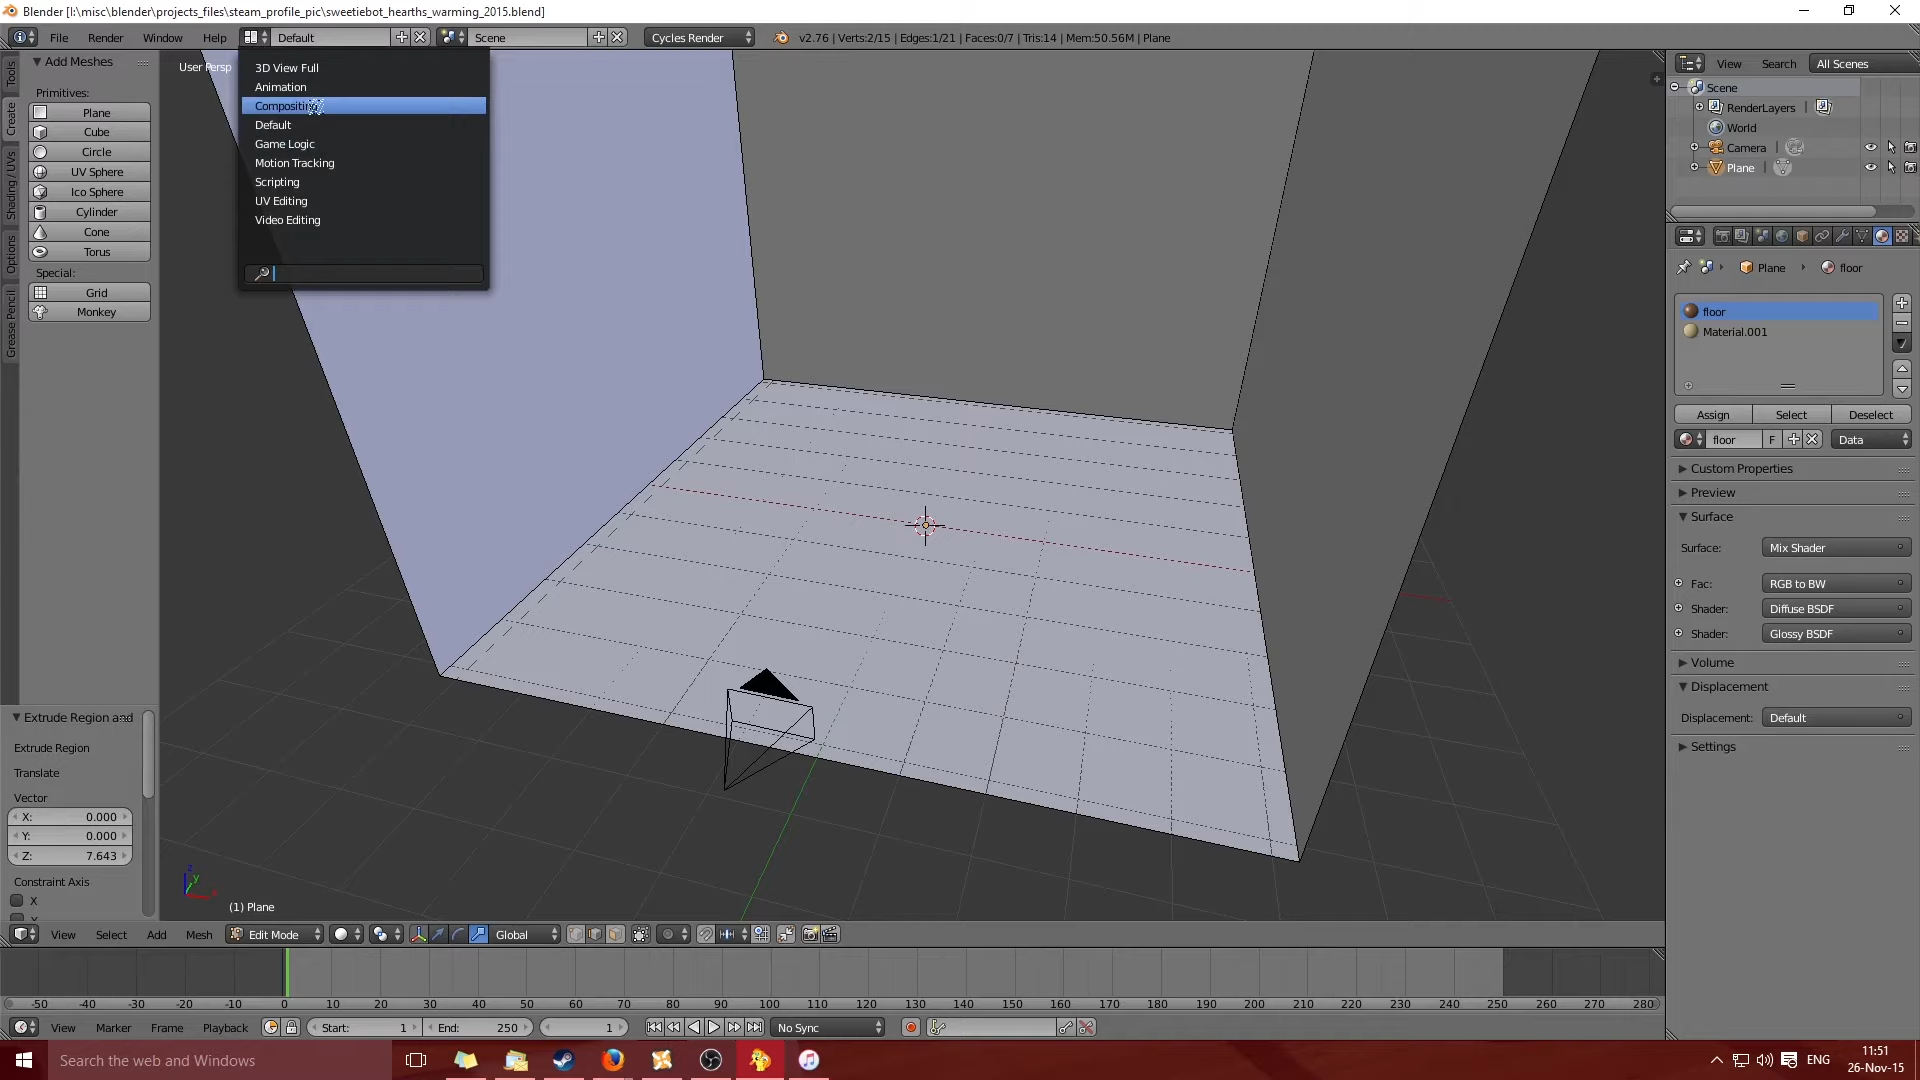 Blender [I:\misc\blender\projects_files\steam_profile_pic\sweetiebot_hearths_warming_2015.blend]
File Render Window Help Default Scene Cycles Render v2.76 | Verts:2/15 | Edges:1/21 | Faces:0/7 | Tris:14 | Mem:50.56M | Plane
User Persp
3D View Full
Animation
Compositing
Default
Game Logic
Motion Tracking
Scripting
UV Editing
Video Editing
Tools
Create
Shading / UVs
Options
Grease Pencil
Add Meshes
Primitives:
Plane
Cube
Circle
UV Sphere
Ico Sphere
Cylinder
Cone
Torus
Special:
Grid
Monkey
Extrude Region and
Extrude Region
Translate
Vector
X: 0.000
Y: 0.000
Z: 7.643
Constraint Axis
X
z
y
x
(1) Plane
View Select Add Mesh Edit Mode Global
-50 -40 -30 -20 -10 0 10 20 30 40 50 60 70 80 90 100 110 120 130 140 150 160 170 180 190 200 210 220 230 240 250 260 270 280
View Marker Frame Playback Start: 1 End: 250 1 No Sync
View Search All Scenes
Scene
RenderLayers
World
Camera
Plane
Plane floor
floor
Material.001
Assign Select Deselect
floor F Data
Custom Properties
Preview
Surface
Surface: Mix Shader
Fac: RGB to BW
Shader: Diffuse BSDF
Shader: Glossy BSDF
Volume
Displacement
Displacement: Default
Settings
Search the web and Windows
ENG
11:51
26-Nov-15